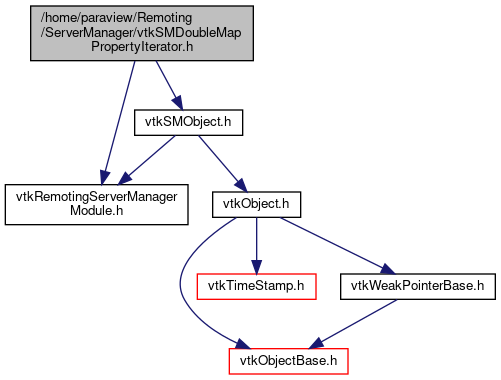 /home/paraview/Remoting
/ServerManager/vtkSMDoubleMap
PropertyIterator.h
vtkSMObject.h
vtkRemotingServerManager
Module.h
vtkObject.h
vtkTimeStamp.h
vtkWeakPointerBase.h
vtkObjectBase.h